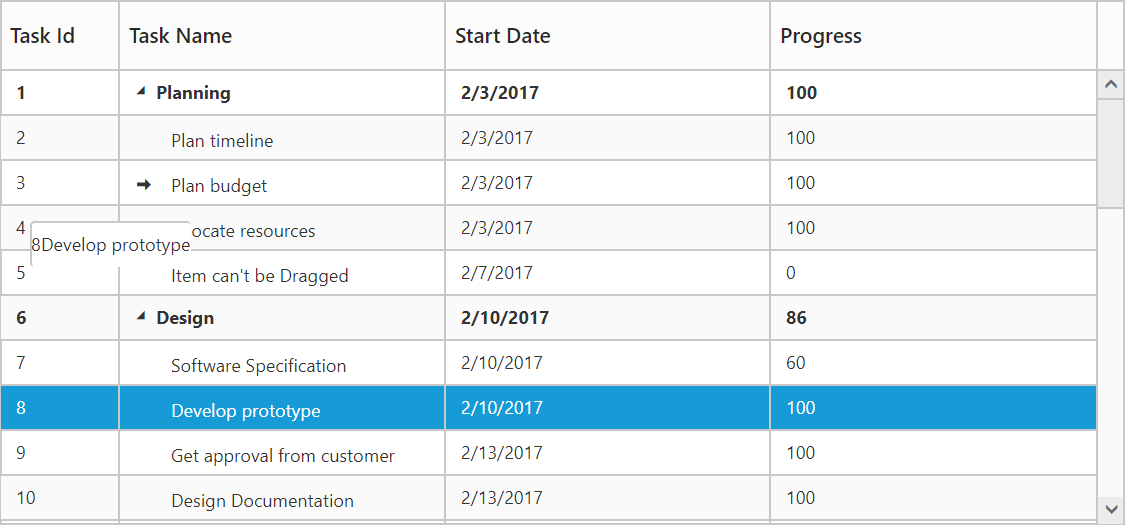 Task Id Task Name Start Date Progress
1 Planning 2/3/2017 100
2 Plan timeline 2/3/2017 100
3 Plan budget 2/3/2017 100
4 ocate resources 2/3/2017 100
8Develop prototype
5 Item can't be Dragged 2/7/2017 0
6 Design 2/10/2017 86
7 Software Specification 2/10/2017 60
8 Develop prototype 2/10/2017 100
9 Get approval from customer 2/13/2017 100
10 Design Documentation 2/13/2017 100